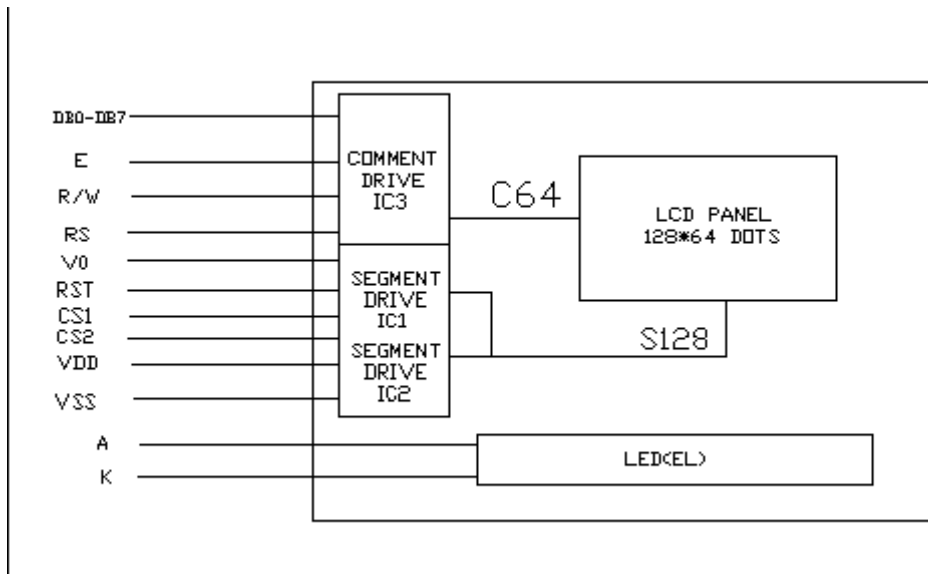 DB0-DB7
E
R/W
RS
V0
RST
CS1
CS2
VDD
VSS
A
K
COMMENT
DRIVE
IC3
SEGMENT
DRIVE
IC1
SEGMENT
DRIVE
IC2
C64
LCD PANEL
128*64 DOTS
S128
LED(EL)